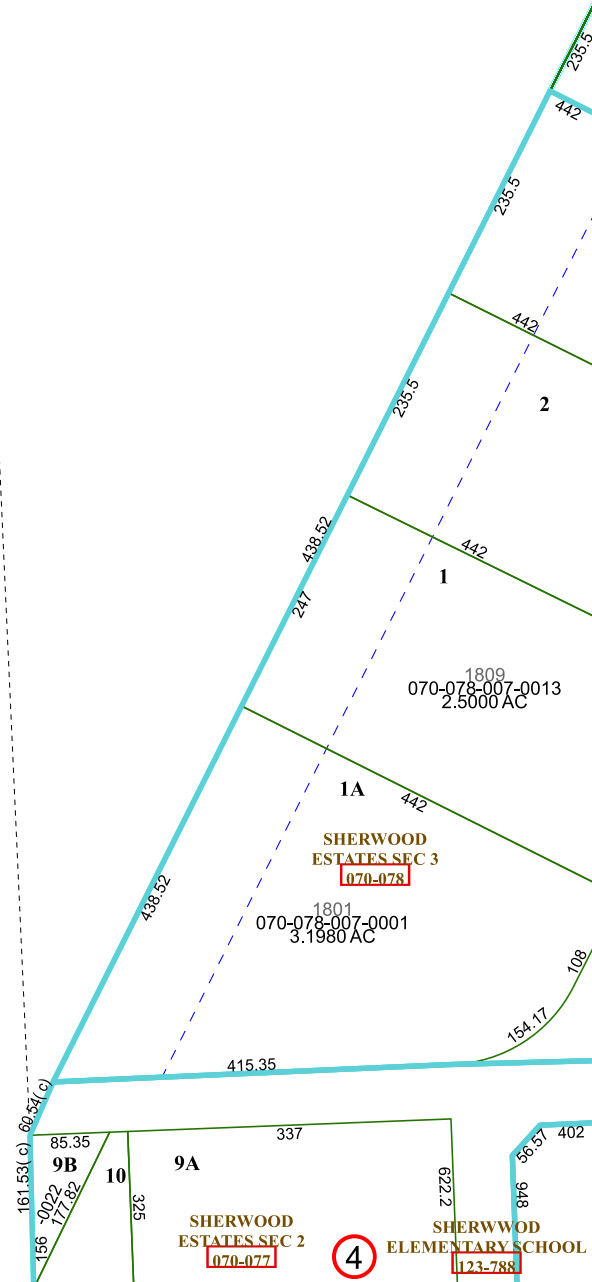 235.5
442
235.5
442
235.5
2
438.52
442
1
247
1809
070-078-007-0013
2.5000 AC
1A
442
SHERWOOD
ESTATES SEC 3
070-078
438.52
1801
070-078-007-0001
3.1980 AC
108
154.17
415.35
60.54( c)
85.35
337
402
56.57
161.53( c)
9B
10
9A
-0022
177.82
325
622.2
948
156
SHERWOOD
ESTATES SEC 2
070-077
4
SHERWWOD
ELEMENTARY SCHOOL
123-788